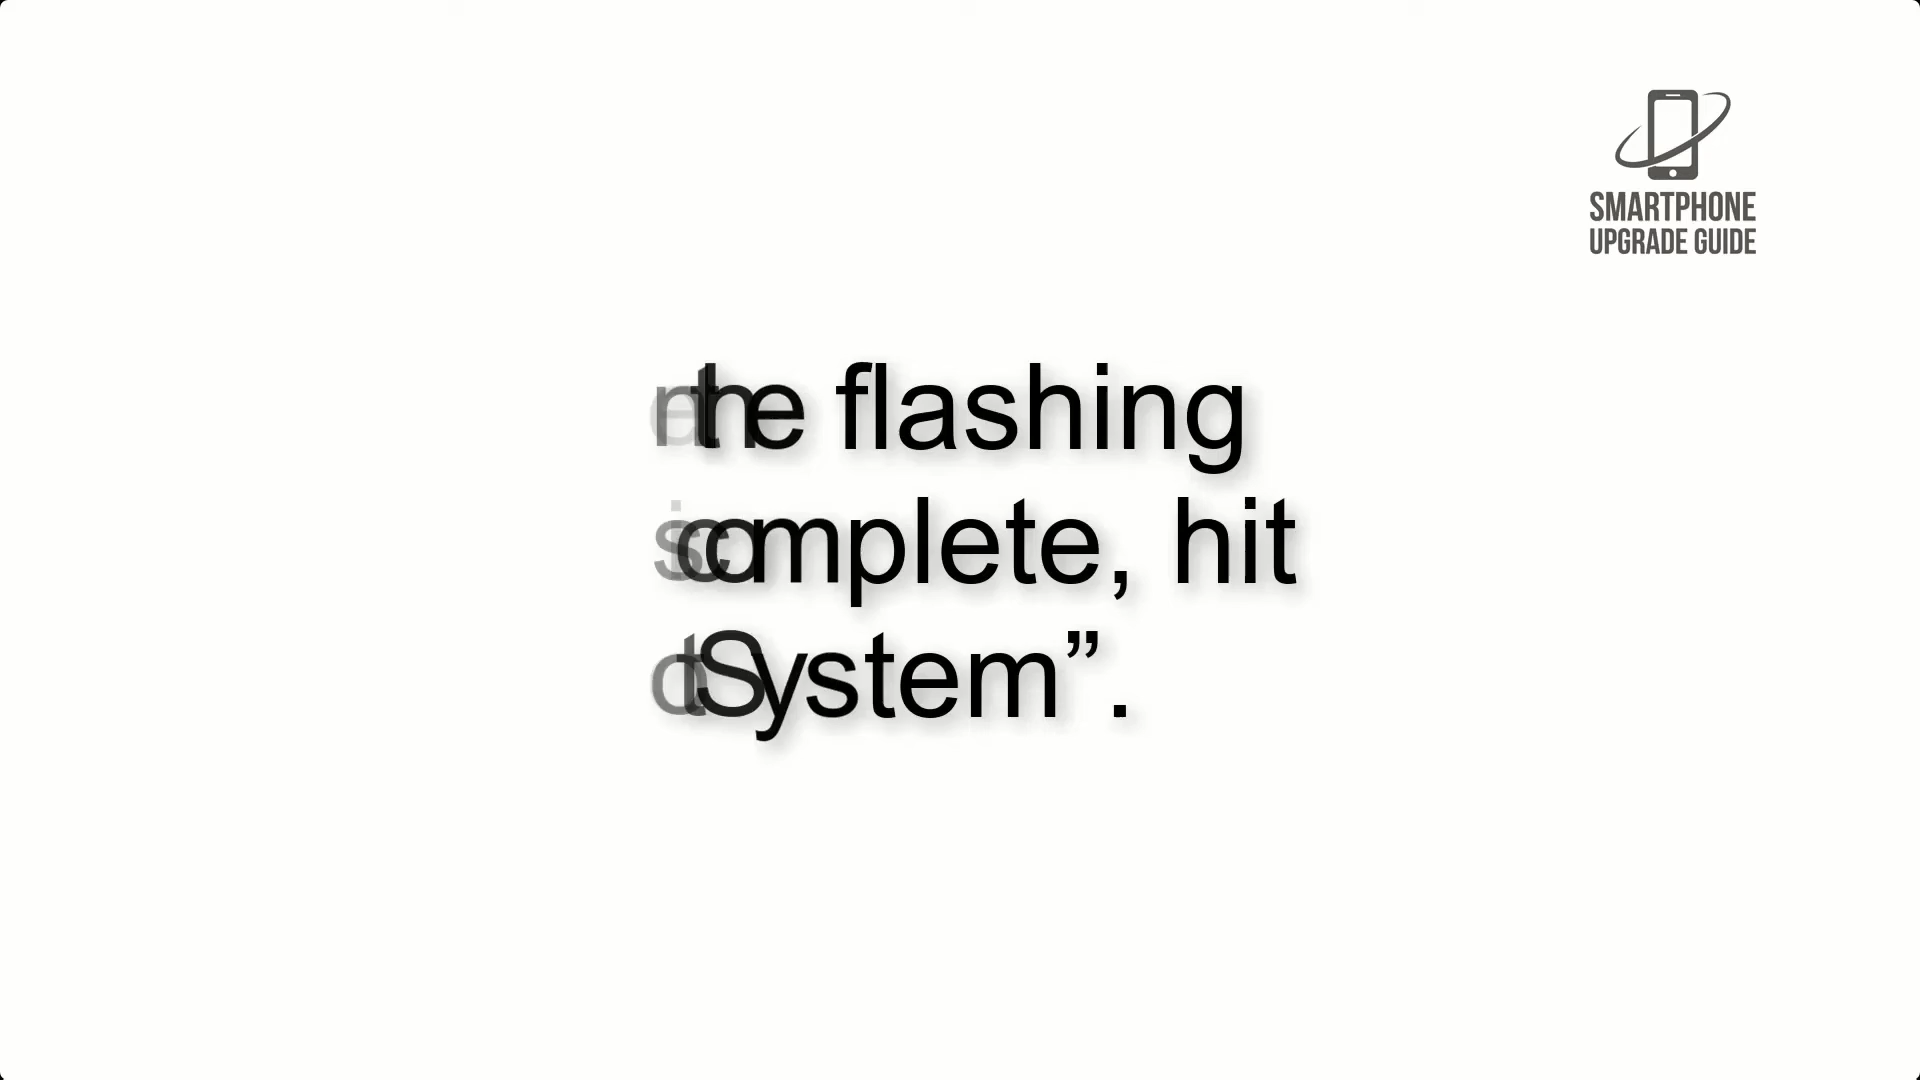 SMARTPHONE
UPGRADE GUIDE
the flashing
complete, hit
System”.